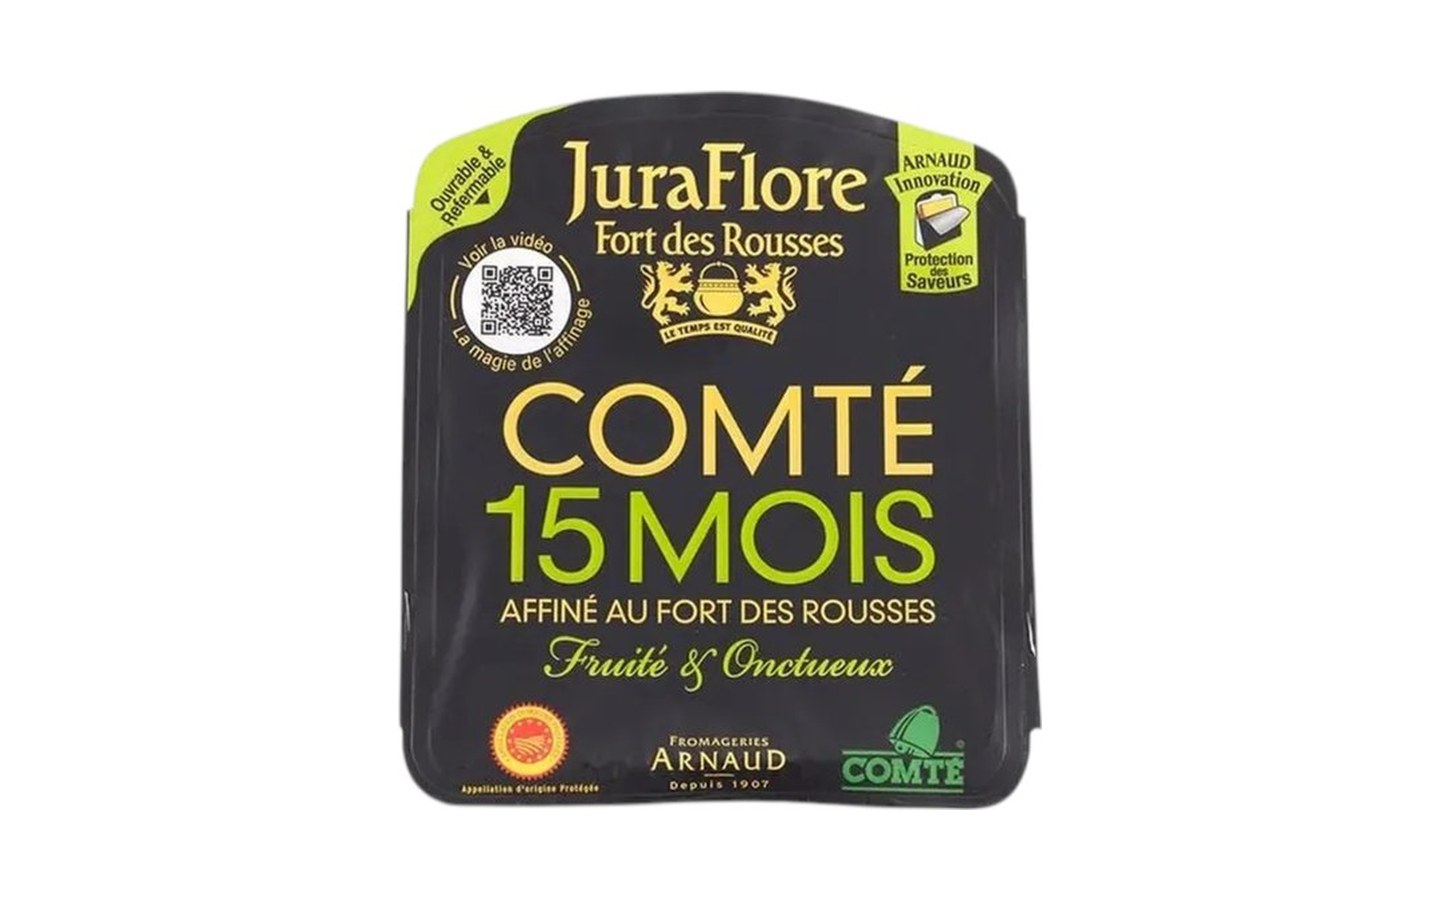 Ouvrable &
Refermable
JuraFlore
Fort des Rousses
LE TEMPS EST QUALITÉ
ARNAUD
Innovation
Protection
des
Saveurs
Voir la vidéo
La magie de l'affinage
COMTÉ
15 MOIS
AFFINÉ AU FORT DES ROUSSES
Fruité & Onctueux
Appellation d'origine Protégée
FROMAGERIES
ARNAUD
Depuis 1907
COMTÉ